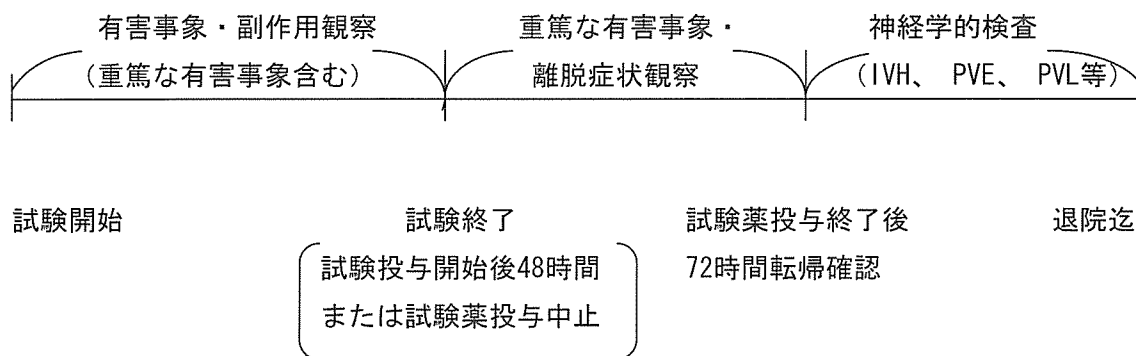 有害事象・副作用観察
(重篤な有害事象含む)
重篤な有害事象・
離脱症状観察
神経学的検査
(IVH、 PVE、 PVL等)
試験開始
試験終了
試験投与開始後48時間
または試験薬投与中止
試験薬投与終了後
72時間転帰確認
退院迄